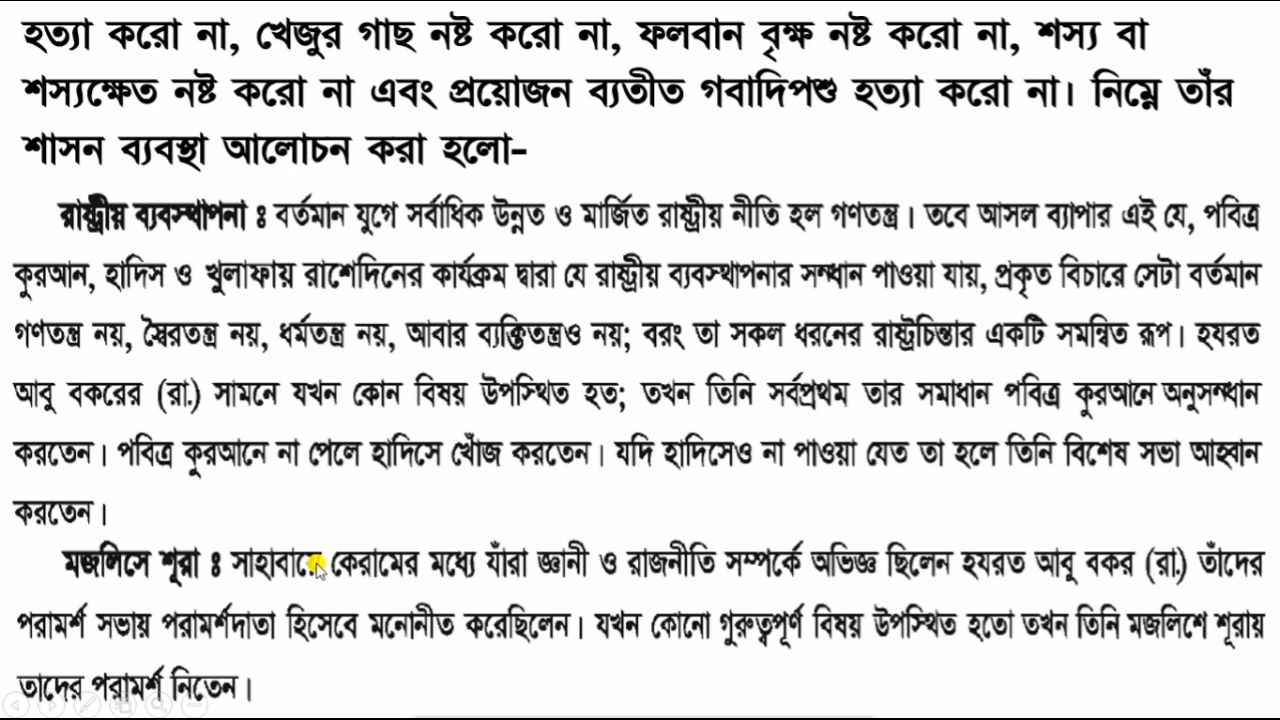 হত্যা করো না, খেজুর গাছ নষ্ট করো না, ফলবান বৃক্ষ নষ্ট করো না, শস্য বা
শস্যক্ষেত নষ্ট করো না এবং প্রয়োজন ব্যতীত গবাদিপশু হত্যা করো না। নিম্নে তাঁর
শাসন ব্যবস্থা আলোচন করা হলো-
রাষ্ট্রীয় ব্যবস্থাপনা ঃ বর্তমান যুগে সর্বাধিক উন্নত ও মার্জিত রাষ্ট্রীয় নীতি হল গণতন্ত্র। তবে আসল ব্যাপার এই যে, পবিত্র
কুরআন, হাদিস ও খুলাফায় রাশেদিনের কার্যক্রম দ্বারা যে রাষ্ট্রীয় ব্যবস্থাপনার সন্ধান পাওয়া যায়, প্রকৃত বিচারে সেটা বর্তমান
গণতন্ত্র নয়, স্বৈরতন্ত্র নয়, ধর্মতন্ত্র নয়, আবার ব্যক্তিতন্ত্রও নয়; বরং তা সকল ধরনের রাষ্ট্রচিন্তার একটি সমন্বিত রূপ। হযরত
আবু বকরের (রা.) সামনে যখন কোন বিষয় উপস্থিত হত; তখন তিনি সর্বপ্রথম তার সমাধান পবিত্র কুরআনে অনুসন্ধান
করতেন। পবিত্র কুরআনে না পেলে হাদিসে খোঁজ করতেন। যদি হাদিসেও না পাওয়া যেত তা হলে তিনি বিশেষ সভা আহ্বান
করতেন।
মজলিসে শূরা ঃ সাহাবায়ে কেরামের মধ্যে যাঁরা জ্ঞানী ও রাজনীতি সম্পর্কে অভিজ্ঞ ছিলেন হযরত আবু বকর (রা.) তাঁদের
পরামর্শ সভায় পরামর্শদাতা হিসেবে মনোনীত করেছিলেন। যখন কোনো গুরুত্বপূর্ণ বিষয় উপস্থিত হতো তখন তিনি মজলিশে শূরায়
তাদের পরামর্শ নিতেন।